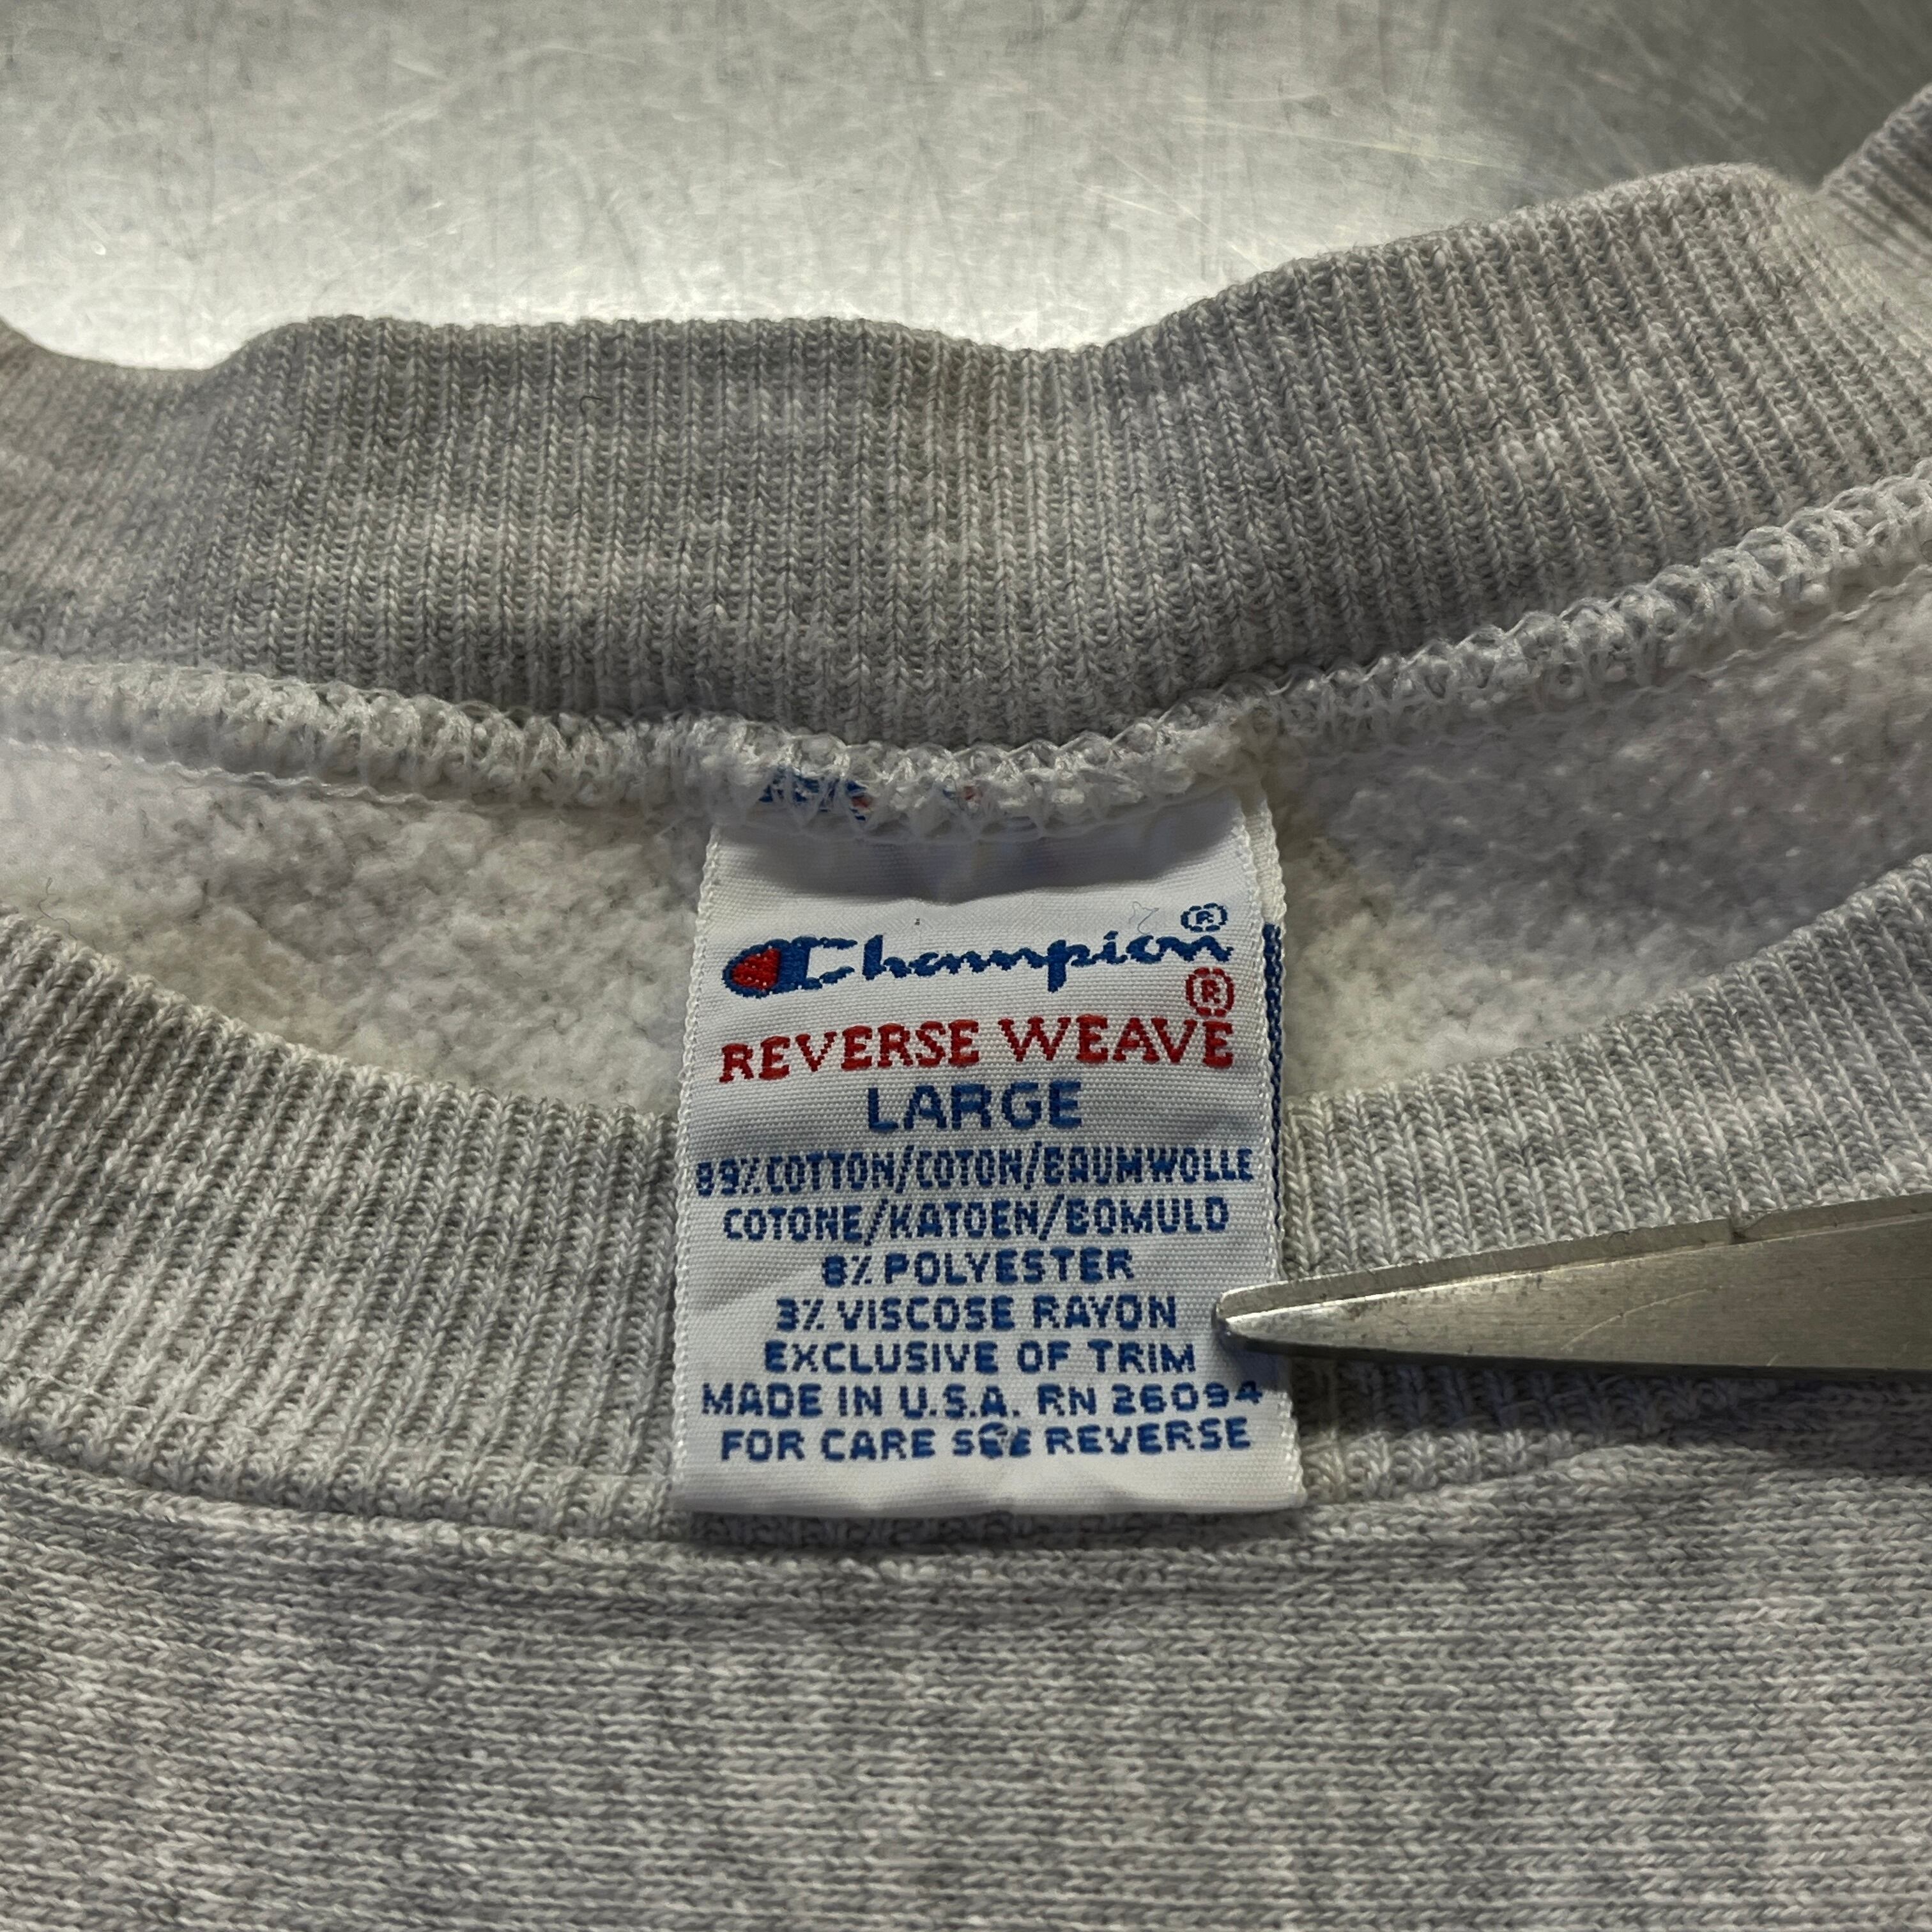 Champion®
REVERSE WEAVE®
LARGE
89% COTTON/COTON/BAUMWOLLE
COTONE/KATOEN/BOMULD
8% POLYESTER
3% VISCOSE RAYON
EXCLUSIVE OF TRIM
MADE IN U.S.A. RN 26094
FOR CARE SEE REVERSE